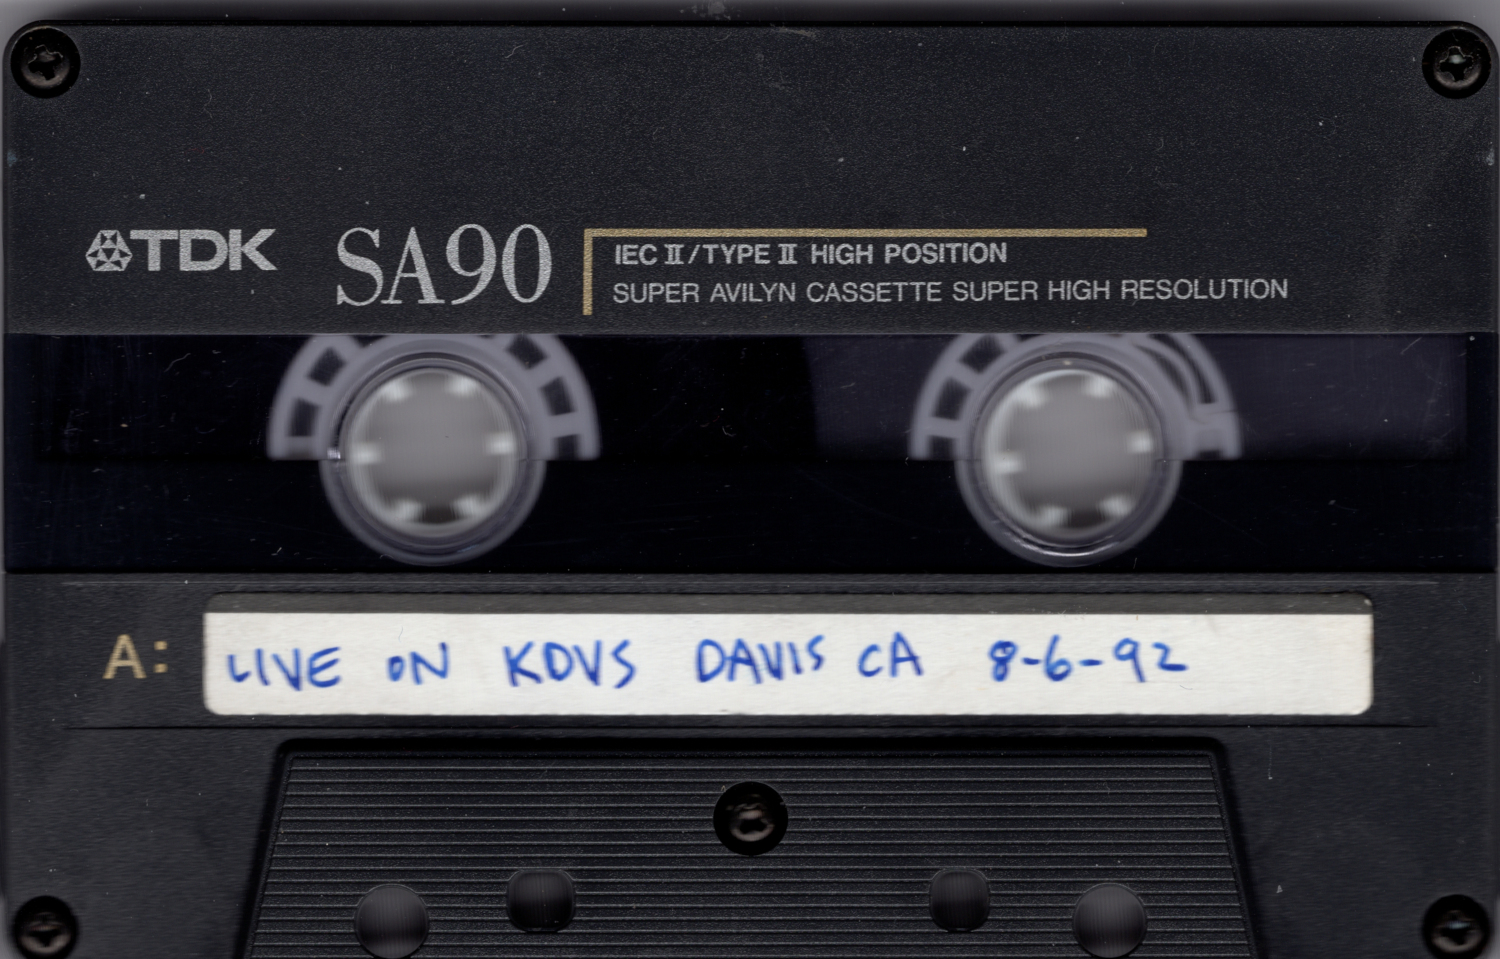 TDK SA90 IEC II/TYPE II HIGH POSITION
SUPER AVILYN CASSETTE SUPER HIGH RESOLUTION
A: LIVE ON KDVS DAVIS CA 8-6-92